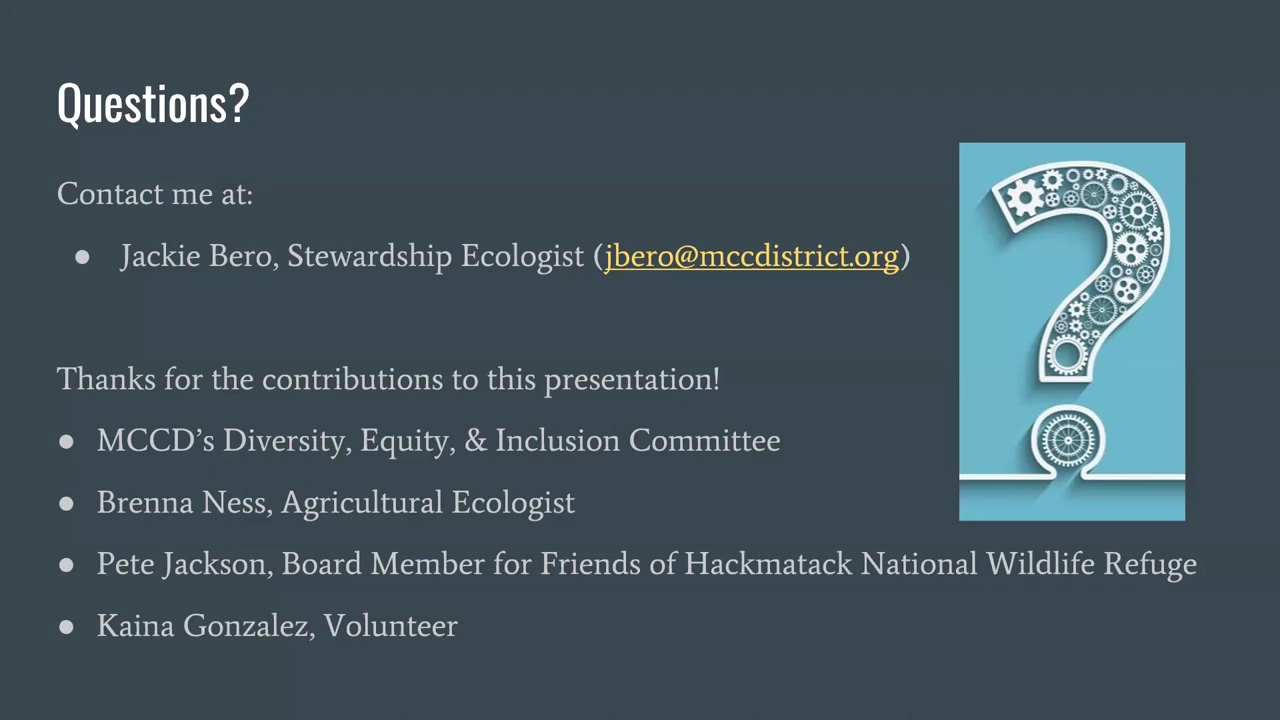 Questions?
Contact me at:
● Jackie Bero, Stewardship Ecologist (jbero@mccdistrict.org)
Thanks for the contributions to this presentation!
● MCCD’s Diversity, Equity, & Inclusion Committee
● Brenna Ness, Agricultural Ecologist
● Pete Jackson, Board Member for Friends of Hackmatack National Wildlife Refuge
● Kaina Gonzalez, Volunteer